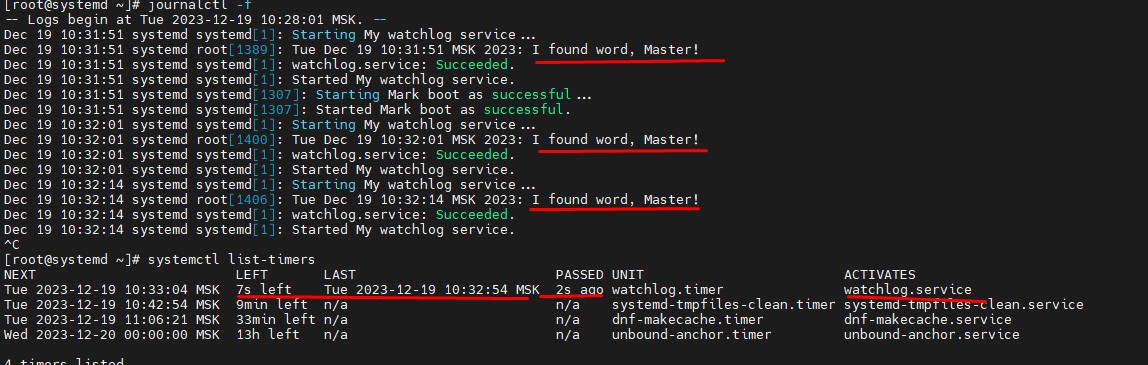 [root@systemd ~]# journalctl -f
-- Logs begin at Tue 2023-12-19 10:28:01 MSK. --
Dec 19 10:31:51 systemd systemd[1]: Starting My watchlog service...
Dec 19 10:31:51 systemd root[1389]: Tue Dec 19 10:31:51 MSK 2023: I found word, Master!
Dec 19 10:31:51 systemd systemd[1]: watchlog.service: Succeeded.
Dec 19 10:31:51 systemd systemd[1]: Started My watchlog service.
Dec 19 10:31:51 systemd systemd[1307]: Starting Mark boot as successful...
Dec 19 10:31:51 systemd systemd[1307]: Started Mark boot as successful.
Dec 19 10:32:01 systemd systemd[1]: Starting My watchlog service...
Dec 19 10:32:01 systemd root[1400]: Tue Dec 19 10:32:01 MSK 2023: I found word, Master!
Dec 19 10:32:01 systemd systemd[1]: watchlog.service: Succeeded.
Dec 19 10:32:01 systemd systemd[1]: Started My watchlog service.
Dec 19 10:32:14 systemd systemd[1]: Starting My watchlog service...
Dec 19 10:32:14 systemd root[1406]: Tue Dec 19 10:32:14 MSK 2023: I found word, Master!
Dec 19 10:32:14 systemd systemd[1]: watchlog.service: Succeeded.
Dec 19 10:32:14 systemd systemd[1]: Started My watchlog service.
^C
[root@systemd ~]# systemctl list-timers
NEXT LEFT LAST PASSED UNIT ACTIVATES
Tue 2023-12-19 10:33:04 MSK 7s left Tue 2023-12-19 10:32:54 MSK 2s ago watchlog.timer watchlog.service
Tue 2023-12-19 10:42:54 MSK 9min left n/a n/a systemd-tmpfiles-clean.timer systemd-tmpfiles-clean.service
Tue 2023-12-19 11:06:21 MSK 33min left n/a n/a dnf-makecache.timer dnf-makecache.service
Wed 2023-12-20 00:00:00 MSK 13h left n/a n/a unbound-anchor.timer unbound-anchor.service
4 timers listed